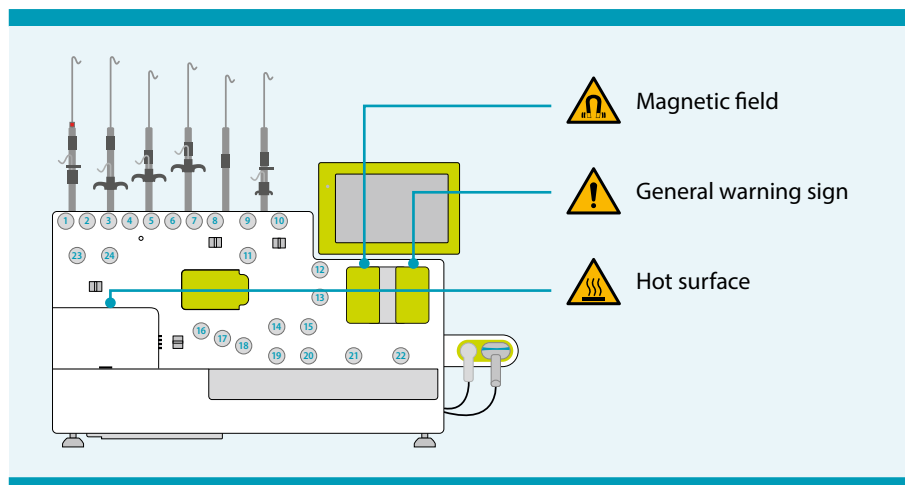 Magnetic field
General warning sign
1 2 3 4 5 6 7 8 9 10
23 24 11
12
Hot surface
13
14 15
16
17
18
19 20 21 22